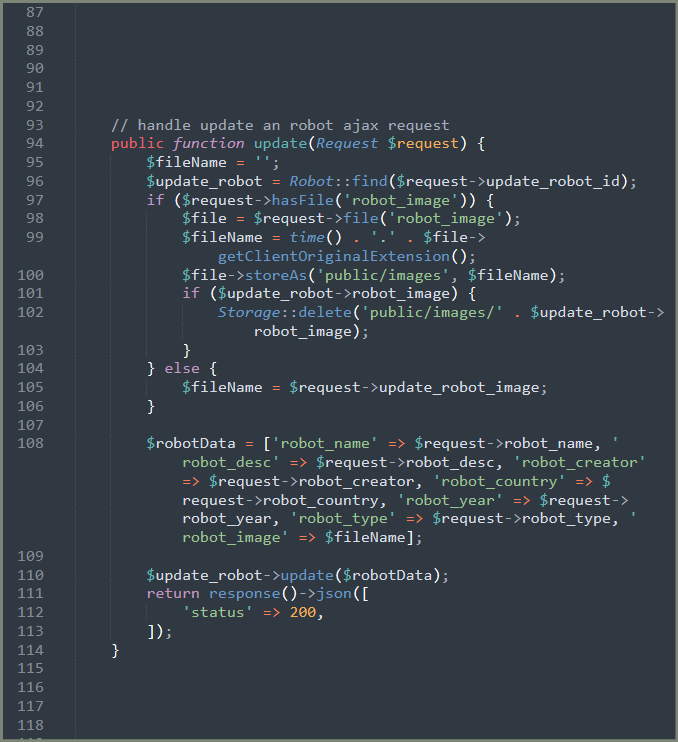 87
88
89
90
91
92
93 // handle update an robot ajax request
94 public function update(Request $request) {
95 $fileName = '';
96 $update_robot = Robot::find($request->update_robot_id);
97 if ($request->hasFile('robot_image')) {
98 $file = $request->file('robot_image');
99 $fileName = time() . '.' . $file->
getClientOriginalExtension();
100 $file->storeAs('public/images', $fileName);
101 if ($update_robot->robot_image) {
102 Storage::delete('public/images/' . $update_robot->
robot_image);
103 }
104 } else {
105 $fileName = $request->update_robot_image;
106 }
107
108 $robotData = ['robot_name' => $request->robot_name, '
robot_desc' => $request->robot_desc, 'robot_creator'
=> $request->robot_creator, 'robot_country' => $
request->robot_country, 'robot_year' => $request->
robot_year, 'robot_type' => $request->robot_type, '
robot_image' => $fileName];
109
110 $update_robot->update($robotData);
111 return response()->json([
112 'status' => 200,
113 ]);
114 }
115
116
117
118